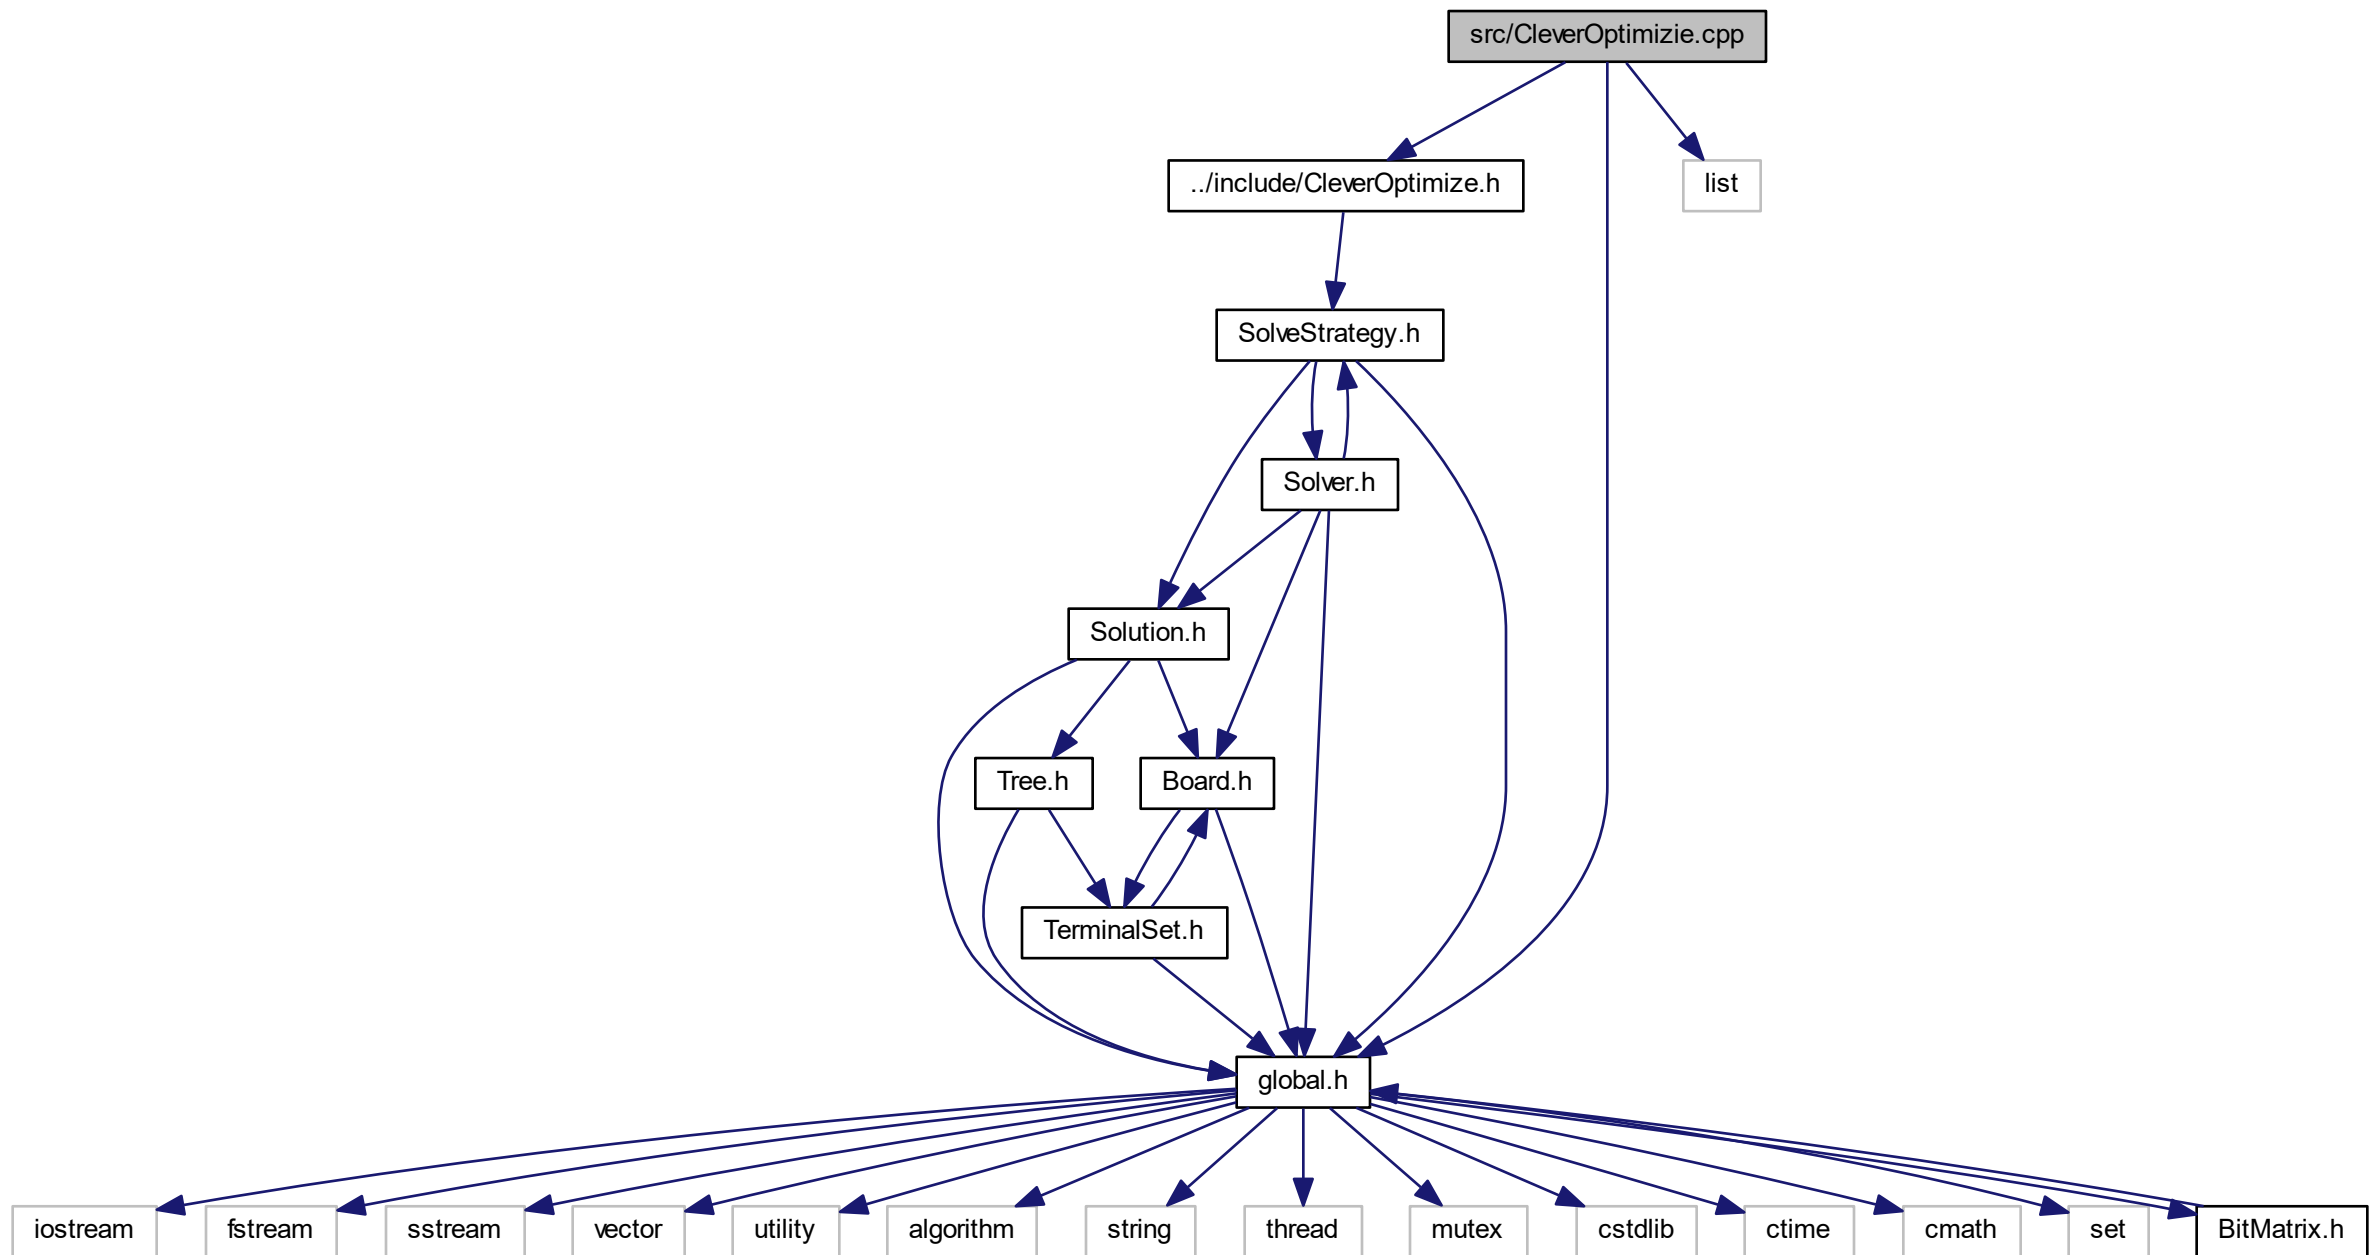 src/CleverOptimizie.cpp
../include/CleverOptimize.h
list
SolveStrategy.h
Solver.h
Solution.h
Tree.h
Board.h
TerminalSet.h
global.h
iostream
fstream
sstream
vector
utility
algorithm
string
thread
mutex
cstdlib
ctime
cmath
set
BitMatrix.h